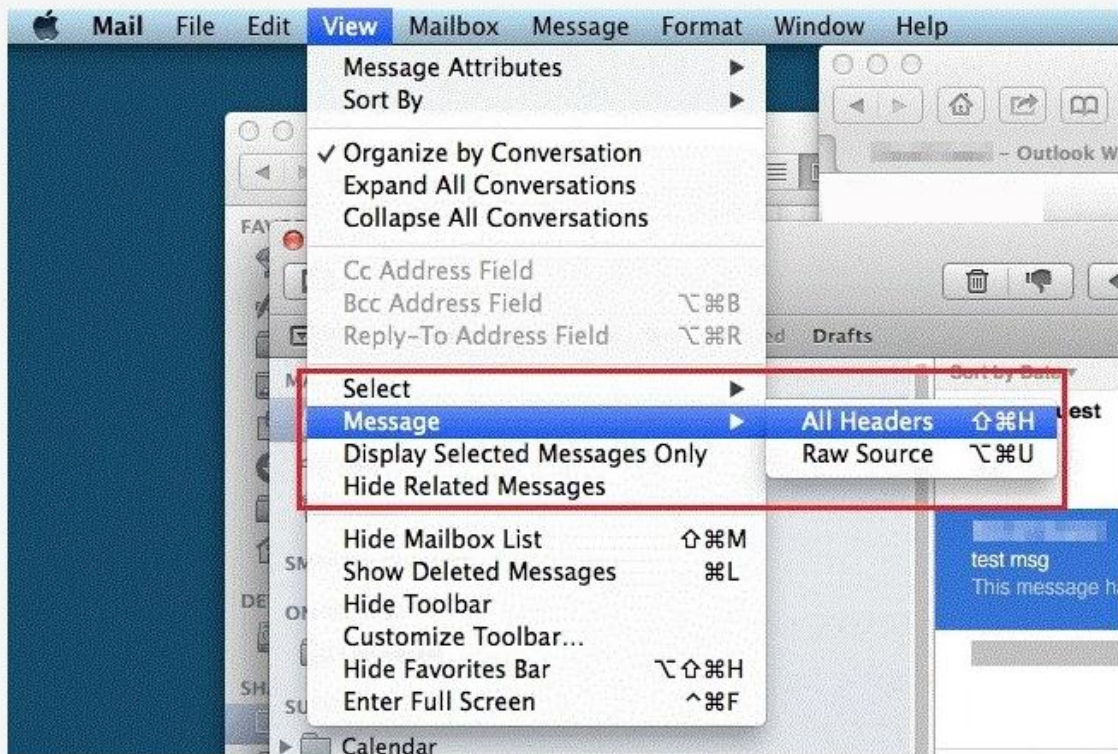 Mail File Edit View Mailbox Message Format Window Help
Message Attributes ▶
Sort By ▶
– Outlook W
✓ Organize by Conversation
Expand All Conversations
Collapse All Conversations
Cc Address Field
Bcc Address Field ⌥⌘B
Reply-To Address Field ⌥⌘R
Drafts
Sort by Date ▾
Select ▶
Message ▶ All Headers ⇧⌘H
Display Selected Messages Only Raw Source ⌥⌘U
Hide Related Messages
Hide Mailbox List ⇧⌘M
Show Deleted Messages ⌘L
Hide Toolbar
Customize Toolbar...
Hide Favorites Bar ⌥⇧⌘H
Enter Full Screen ^⌘F
test msg
This message
Calendar